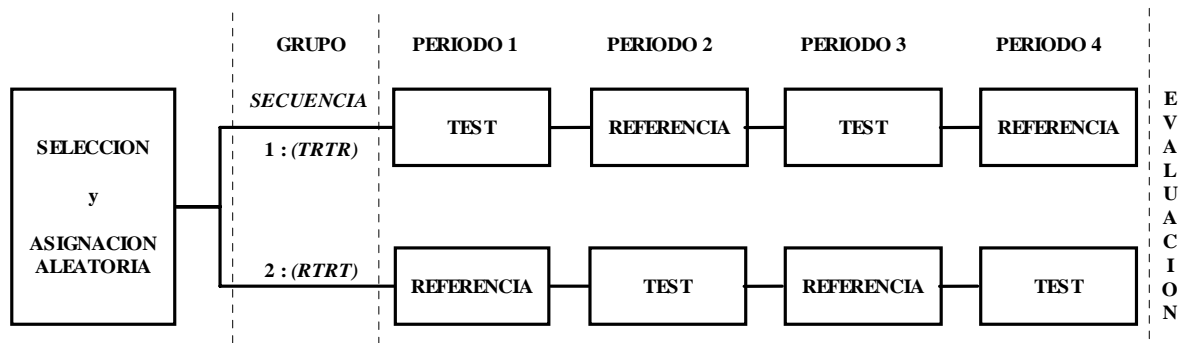 GRUPO PERIODO 1 PERIODO 2 PERIODO 3 PERIODO 4
SELECCION
y
ASIGNACION
ALEATORIA
SECUENCIA
1 : (TRTR)
TEST REFERENCIA TEST REFERENCIA
2 : (RTRT)
REFERENCIA TEST REFERENCIA TEST
E
V
A
L
U
A
C
I
O
N